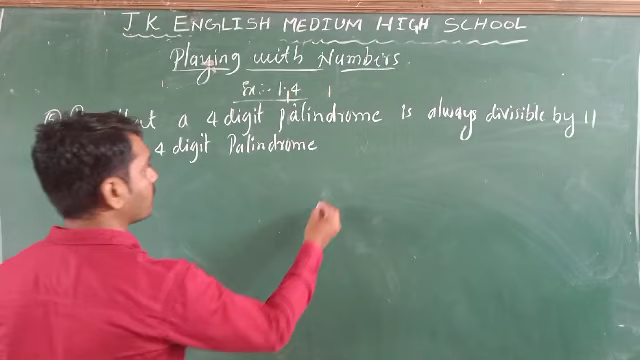 JK ENGLISH MEDIUM HIGH SCHOOL
Playing with Numbers.
Ex:- 1.4
a 4 digit palindrome is always divisible by 11
4 digit Palindrome